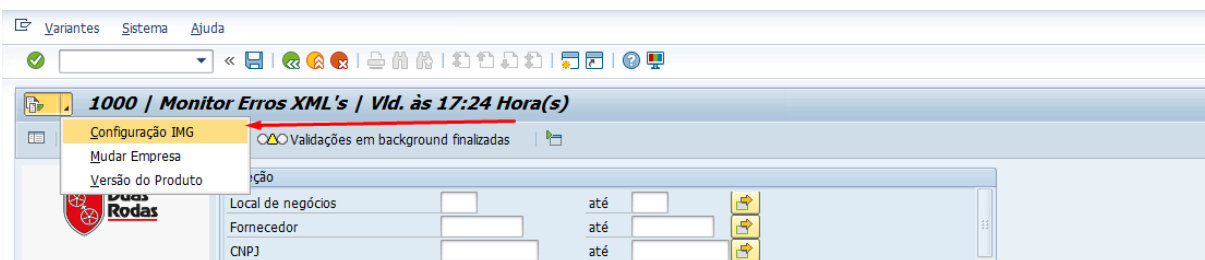 Variantes Sistema Ajuda
1000 | Monitor Erros XML's | Vld. às 17:24 Hora(s)
Configuração IMG
Validações em background finalizadas
Mudar Empresa
Versão do Produto
Duas
Rodas
Local de negócios até
Fornecedor até
CNPJ até